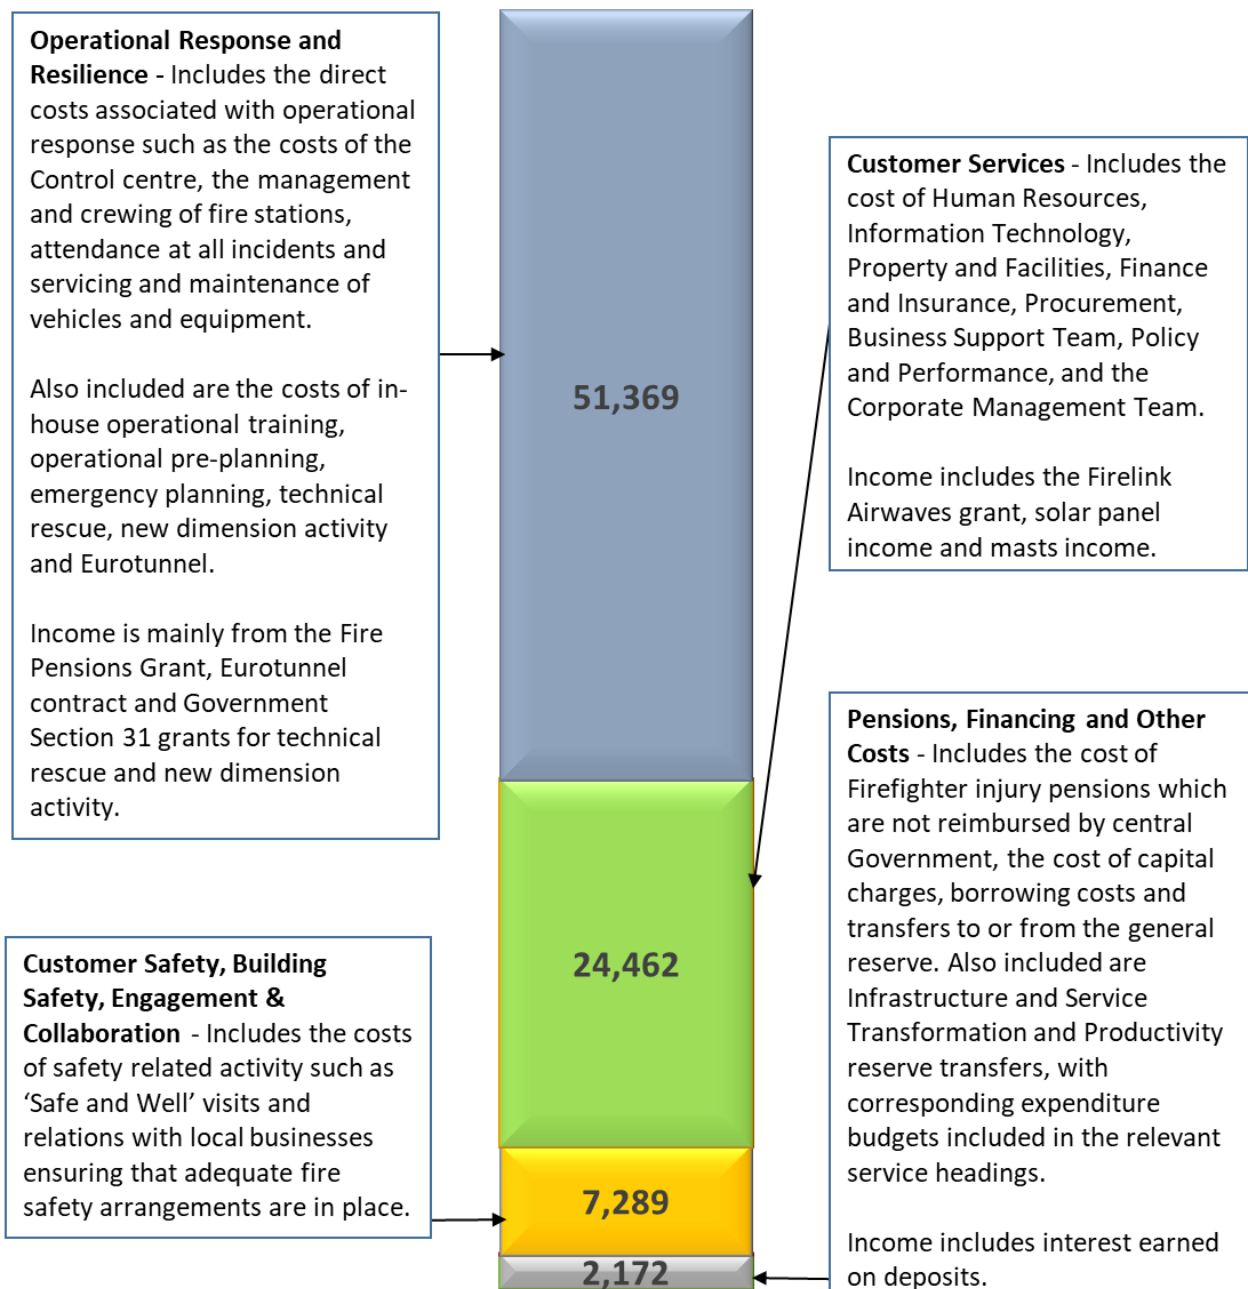 Operational Response and
Resilience - Includes the direct
costs associated with operational
response such as the costs of the
Control centre, the management
and crewing of fire stations,
attendance at all incidents and
servicing and maintenance of
vehicles and equipment.
Also included are the costs of in-
house operational training,
operational pre-planning,
emergency planning, technical
rescue, new dimension activity
and Eurotunnel.
Income is mainly from the Fire
Pensions Grant, Eurotunnel
contract and Government
Section 31 grants for technical
rescue and new dimension
activity.
Customer Safety, Building
Safety, Engagement &
Collaboration - Includes the costs
of safety related activity such as
‘Safe and Well’ visits and
relations with local businesses
ensuring that adequate fire
safety arrangements are in place.
51,369
24,462
7,289
2,172
Customer Services - Includes the
cost of Human Resources,
Information Technology,
Property and Facilities, Finance
and Insurance, Procurement,
Business Support Team, Policy
and Performance, and the
Corporate Management Team.
Income includes the Firelink
Airwaves grant, solar panel
income and masts income.
Pensions, Financing and Other
Costs - Includes the cost of
Firefighter injury pensions which
are not reimbursed by central
Government, the cost of capital
charges, borrowing costs and
transfers to or from the general
reserve. Also included are
Infrastructure and Service
Transformation and Productivity
reserve transfers, with
corresponding expenditure
budgets included in the relevant
service headings.
Income includes interest earned
on deposits.